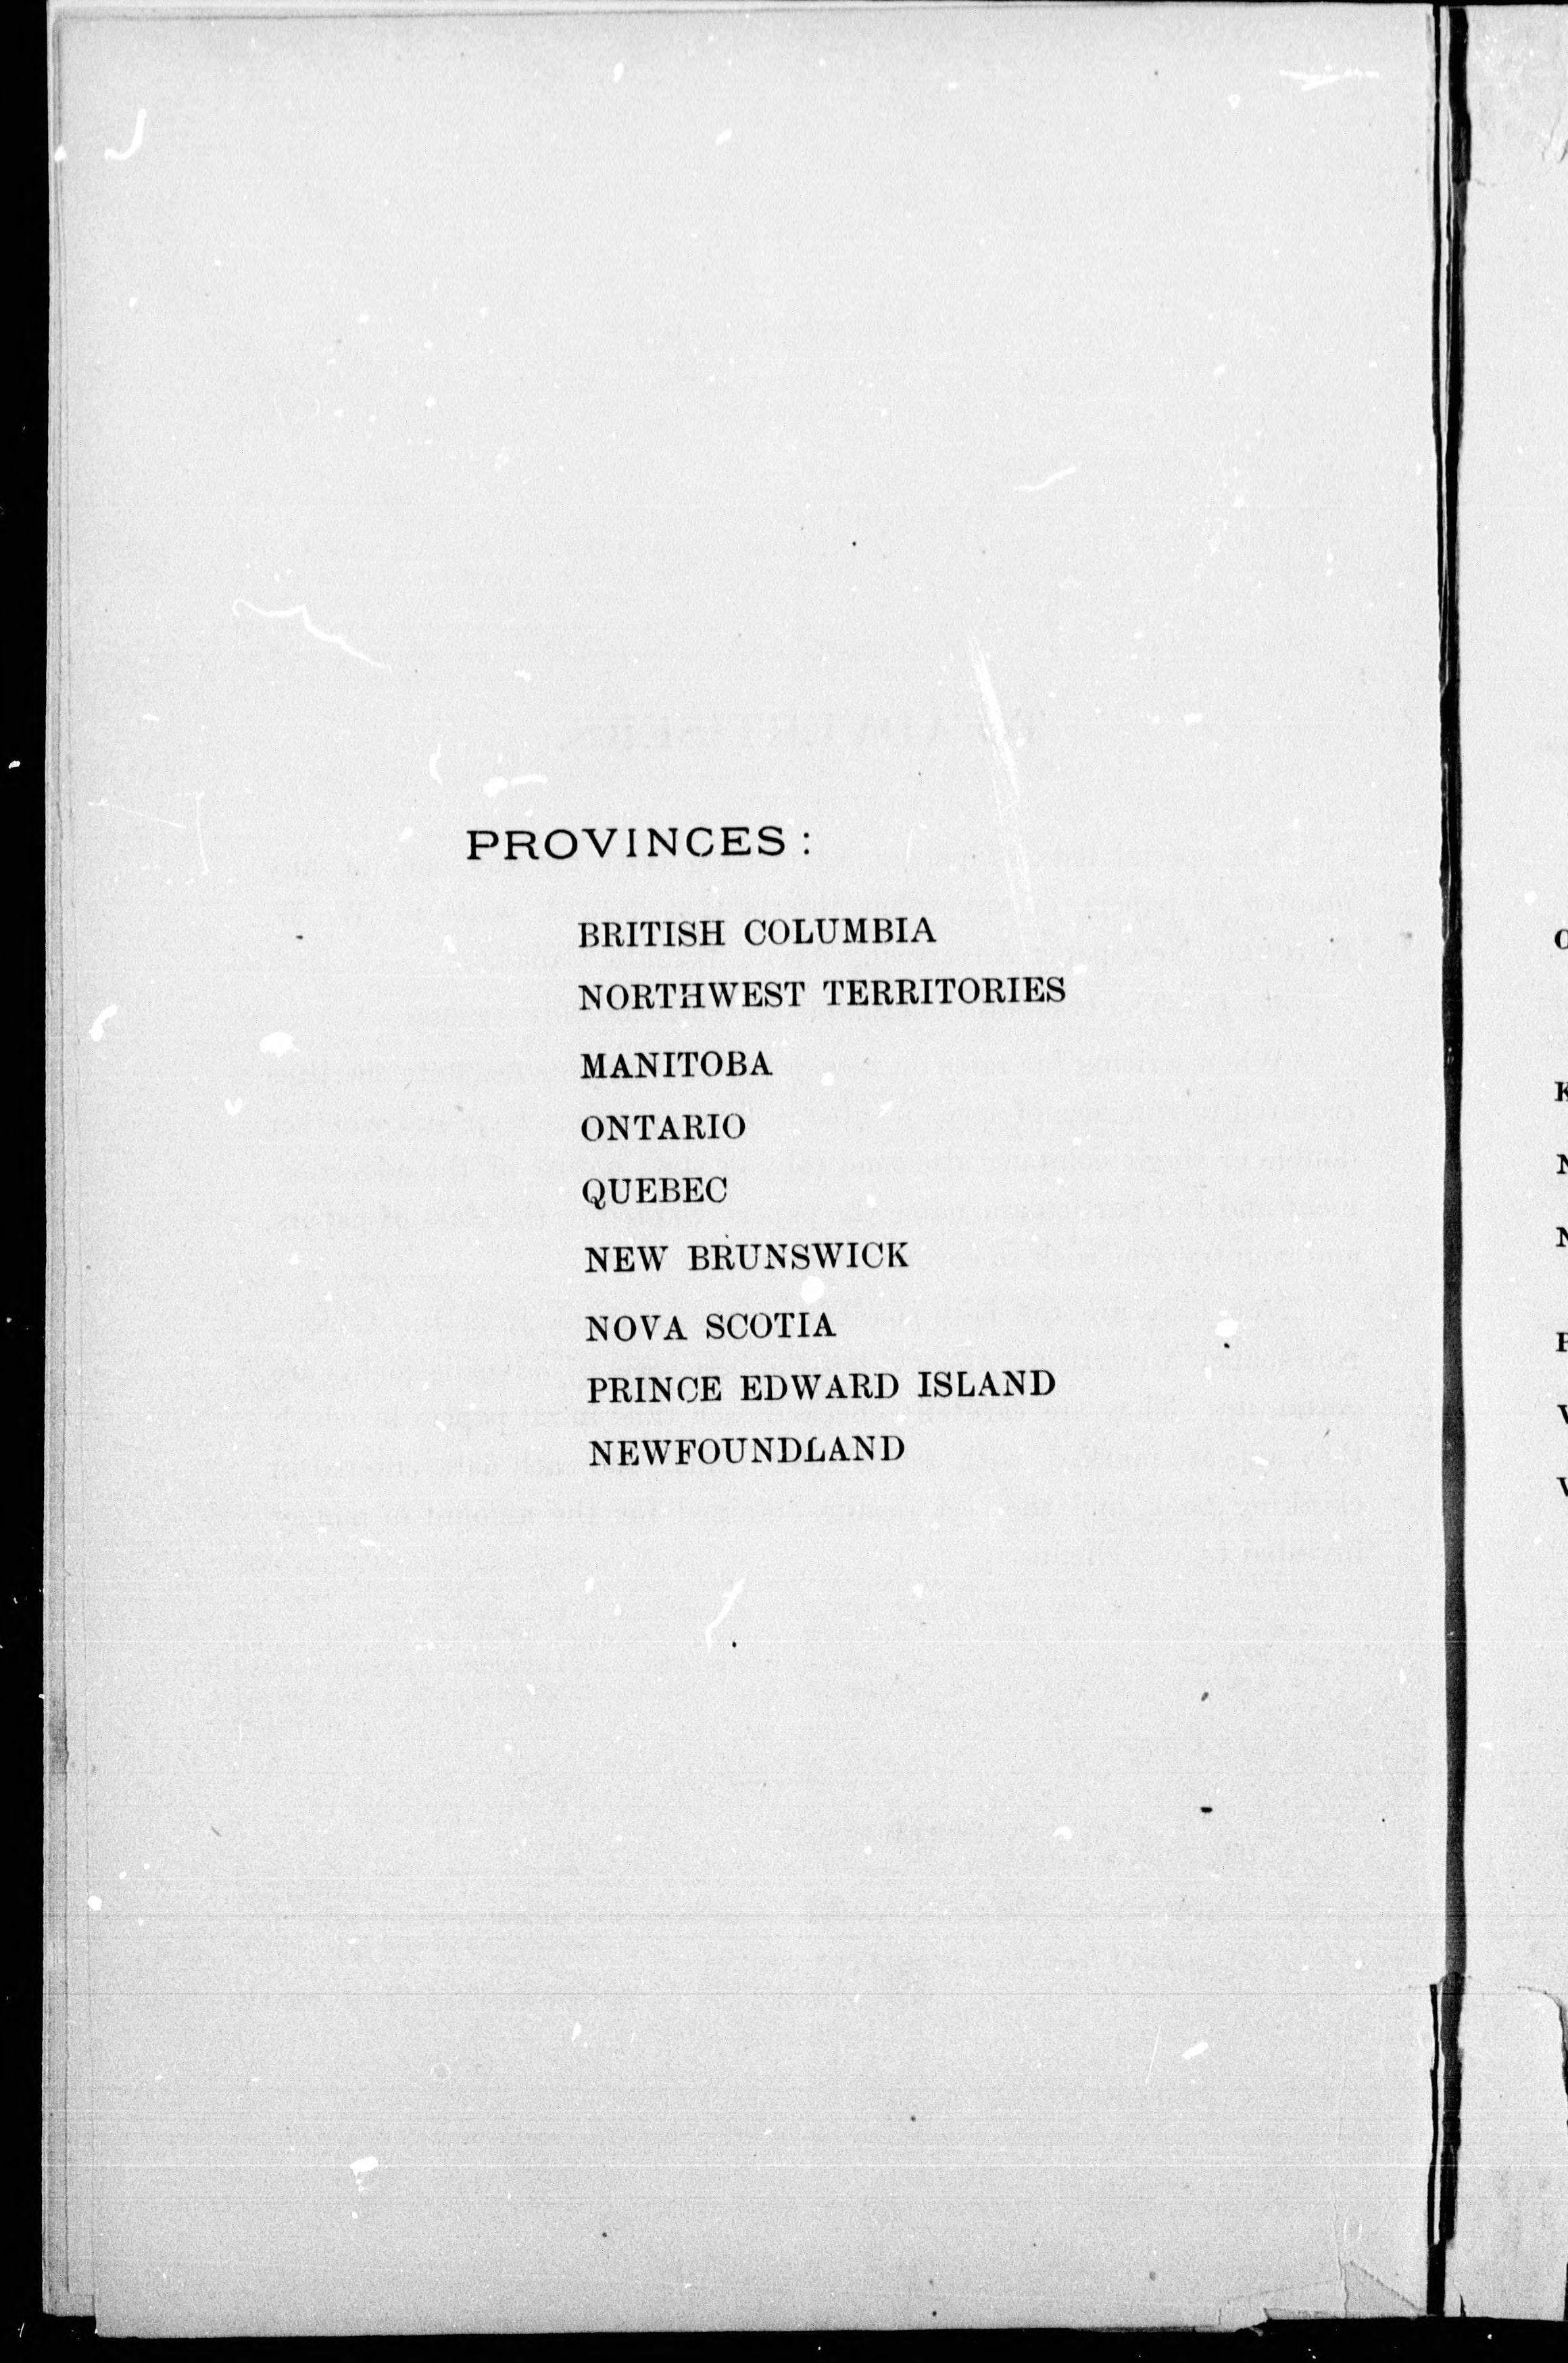 PROVINCES:
BRITISH COLUMBIA
NORTHWEST TERRITORIES
MANITOBA
ONTARIO
QUEBEC
NEW BRUNSWICK
NOVA SCOTIA
PRINCE EDWARD ISLAND
NEWFOUNDLAND